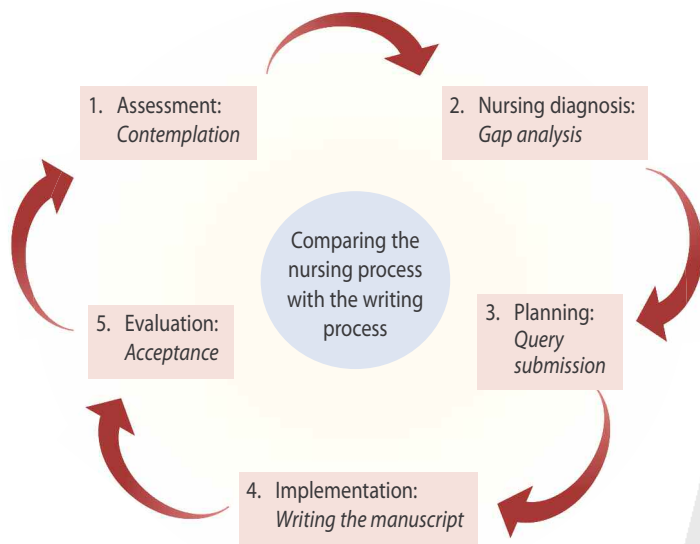 1. Assessment:
Contemplation
2. Nursing diagnosis:
Gap analysis
Comparing the
nursing process
with the writing
process
3. Planning:
Query
submission
5. Evaluation:
Acceptance
4. Implementation:
Writing the manuscript